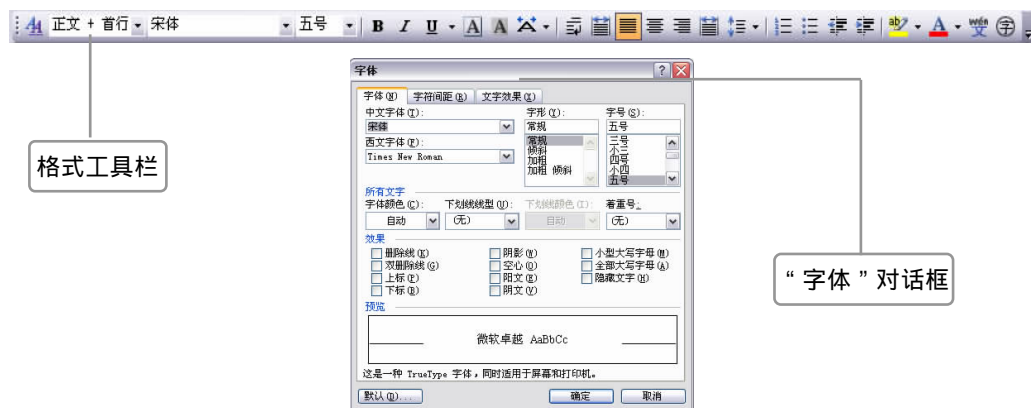 正文 + 首行 宋体 五号 B I U A A wén 文 字
字体
字体(N) 字符间距(R) 文字效果(X)
中文字体(T): 字形(Y): 字号(S):
宋体 常规 五号
西文字体(F): 常规 三号
Times New Roman 倾斜 小三
加粗 四号
加粗 倾斜 小四
五号
格式工具栏
所有文字
字体颜色(C): 下划线线型(U): 下划线颜色(I): 着重号:
自动 (无) 自动 (无)
效果
删除线(K) 阴影(W) 小型大写字母(M)
双删除线(G) 空心(O) 全部大写字母(A)
上标(P) 阳文(E) 隐藏文字(H)
下标(B) 阴文(V)
“字体”对话框
预览
微软卓越 AaBbCc
这是一种 TrueType 字体，同时适用于屏幕和打印机。
默认(D)... 确定 取消